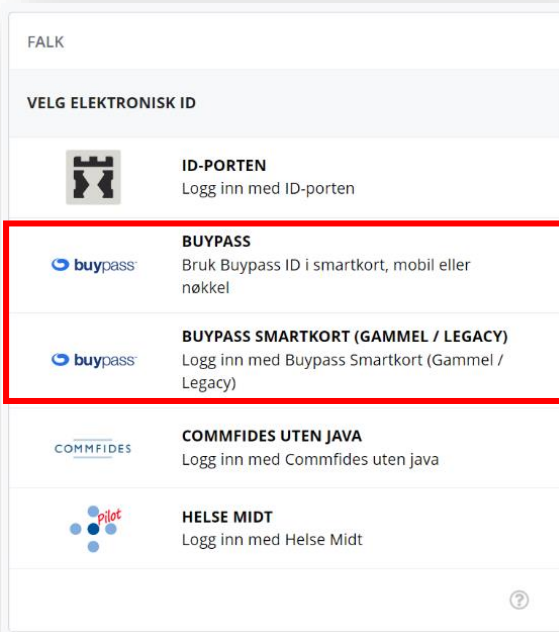 FALK
VELG ELEKTRONISK ID
ID-PORTEN
Logg inn med ID-porten
buypass
BUYPASS
Bruk Buypass ID i smartkort, mobil eller
nøkkel
buypass
BUYPASS SMARTKORT (GAMMEL / LEGACY)
Logg inn med Buypass Smartkort (Gammel /
Legacy)
COMMFIDES
COMMFIDES UTEN JAVA
Logg inn med Commfides uten java
Pilot
HELSE MIDT
Logg inn med Helse Midt
?